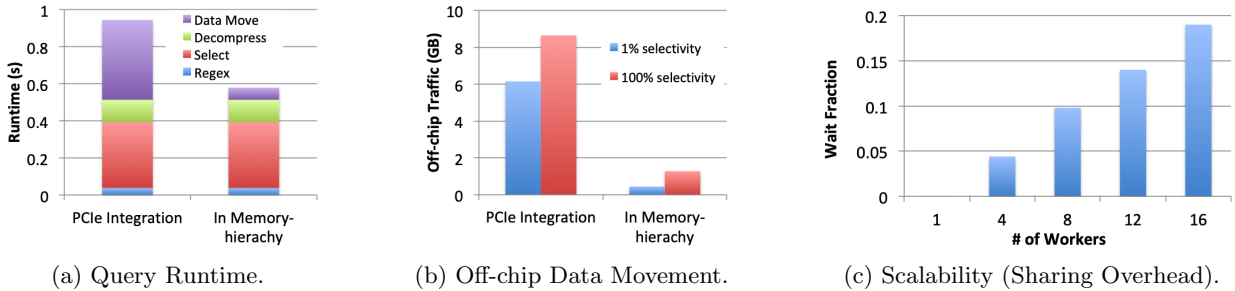 1
0.8
0.6
0.4
0.2
0
Runtime (s)
Data Move
Decompress
Select
Regex
PCIe Integration
In Memory-
hierachy
(a) Query Runtime.
10
8
6
4
2
0
Off-chip Traffic (GB)
1% selectivity
100% selectivity
PCIe Integration
In Memory-
hierachy
(b) Off-chip Data Movement.
0.2
0.15
0.1
0.05
0
Wait Fraction
1 4 8 12 16
# of Workers
(c) Scalability (Sharing Overhead).